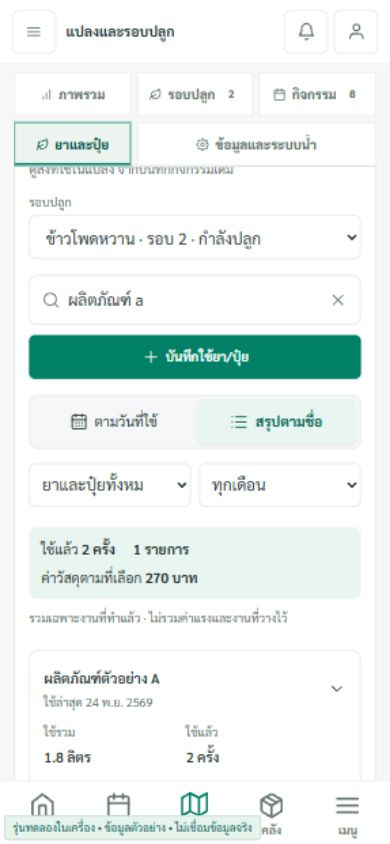 แปลงและรอบปลูก
ภาพรวม
รอบปลูก 2
กิจกรรม 8
ยาและปุ๋ย
ข้อมูลและระบบน้ำ
ดูสิ่งที่ใช้ในแปลง จากบันทึกกิจกรรมเดิม
รอบปลูก
ข้าวโพดหวาน · รอบ 2 · กำลังปลูก
ผลิตภัณฑ์ a
+ บันทึกใช้ยา/ปุ๋ย
ตามวันที่ใช้
สรุปตามชื่อ
ยาและปุ๋ยทั้งหม
ทุกเดือน
ใช้แล้ว 2 ครั้ง 1 รายการ
ค่าวัสดุตามที่เลือก 270 บาท
รวมเฉพาะงานที่ทำแล้ว · ไม่รวมค่าแรงและงานที่วางไว้
ผลิตภัณฑ์ตัวอย่าง A
ใช้ล่าสุด 24 พ.ย. 2569
ใช้รวม
ใช้แล้ว
1.8 ลิตร
2 ครั้ง
รุ่นทดลองในเครื่อง • ข้อมูลตัวอย่าง • ไม่เชื่อมข้อมูลจริง
คลัง
เมนู